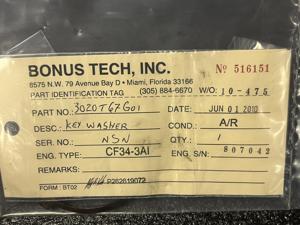 BONUS TECH, INC. Nº 516151
8575 N.W. 79 Avenue Bay D • Miami, Florida 33166
PART IDENTIFICATION TAG (305) 884-6670 W/O: 10-475
PART NO. 3020T67G01 DATE: JUN 01 2010
DESC.: KEY WASHER COND.: A/R
SER. NO.: NSN QTY.: 1
ENG. TYPE: CF34-3A1 ENG. S/N: 807042
REMARKS:
FORM: BT02 P262619072